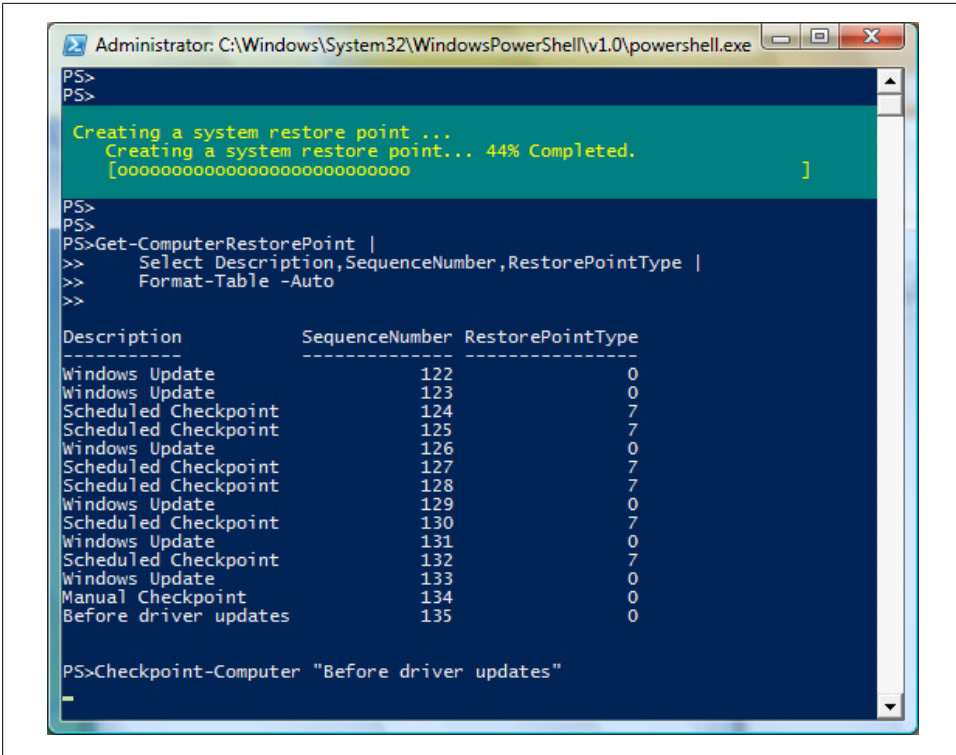 Administrator: C:\Windows\System32\WindowsPowerShell\v1.0\powershell.exe
PS>
PS>
Creating a system restore point ...
Creating a system restore point... 44% Completed.
[ooooooooooooooooooooooooooo ]
PS>
PS>
PS>Get-ComputerRestorePoint |
>> Select Description,SequenceNumber,RestorePointType |
>> Format-Table -Auto
>>
Description SequenceNumber RestorePointType
----------- -------------- ----------------
Windows Update 122 0
Windows Update 123 0
Scheduled Checkpoint 124 7
Scheduled Checkpoint 125 7
Windows Update 126 0
Scheduled Checkpoint 127 7
Scheduled Checkpoint 128 7
Windows Update 129 0
Scheduled Checkpoint 130 7
Windows Update 131 0
Scheduled Checkpoint 132 7
Windows Update 133 0
Manual Checkpoint 134 0
Before driver updates 135 0
PS>Checkpoint-Computer "Before driver updates"